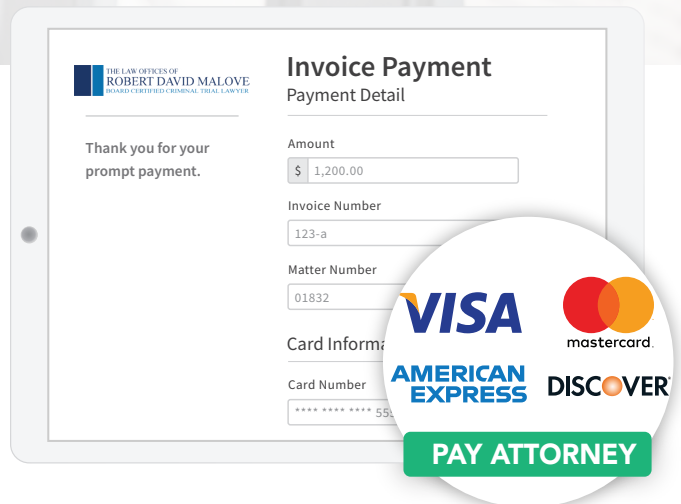 THE LAW OFFICES OF
ROBERT DAVID MALOVE
BOARD CERTIFIED CRIMINAL TRIAL LAWYER
Thank you for your
prompt payment.
Invoice Payment
Payment Detail
Amount
$ 1,200.00
Invoice Number
123-a
Matter Number
01832
Card
Card Number
**** **** ****
VISA
mastercard.
AMERICAN
EXPRESS
DISCOVER
PAY ATTORNEY